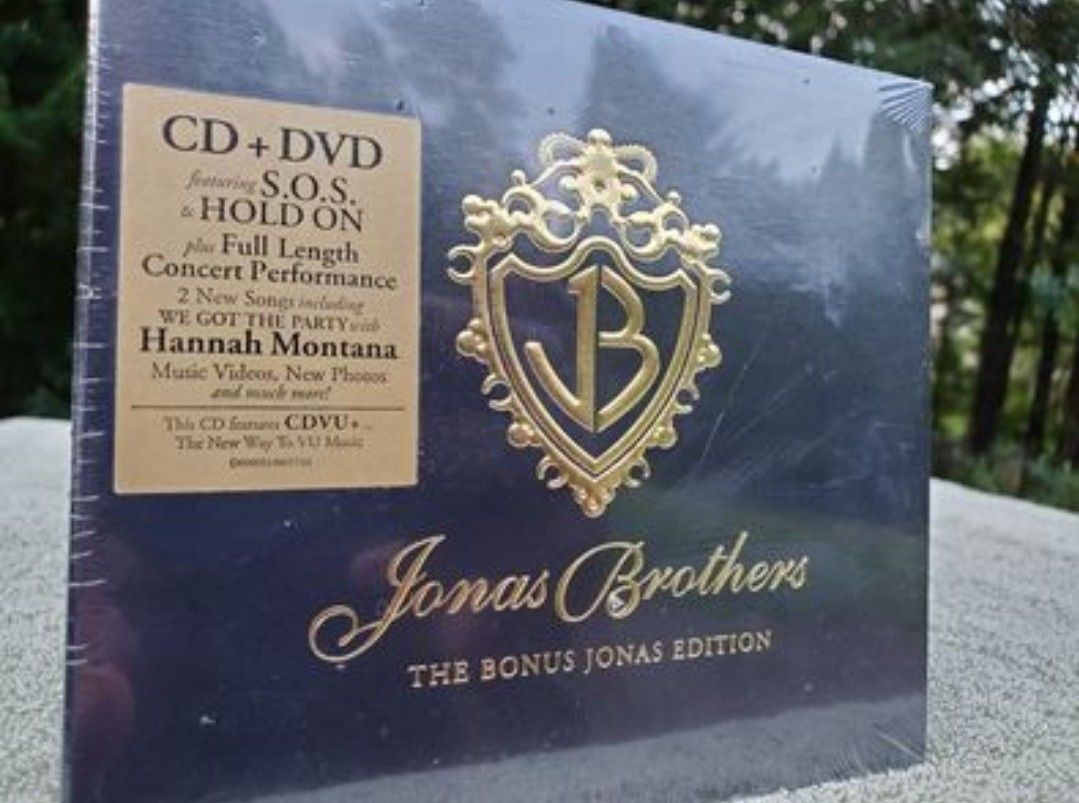 CD + DVD
featuring S.O.S.
& HOLD ON
plus Full Length
Concert Performance
2 New Songs including
WE GOT THE PARTY with
Hannah Montana
Music Videos, New Photos
and much more!
This CD features CDVU+ ...
The New Way To VU Music
JB
Jonas Brothers
THE BONUS JONAS EDITION